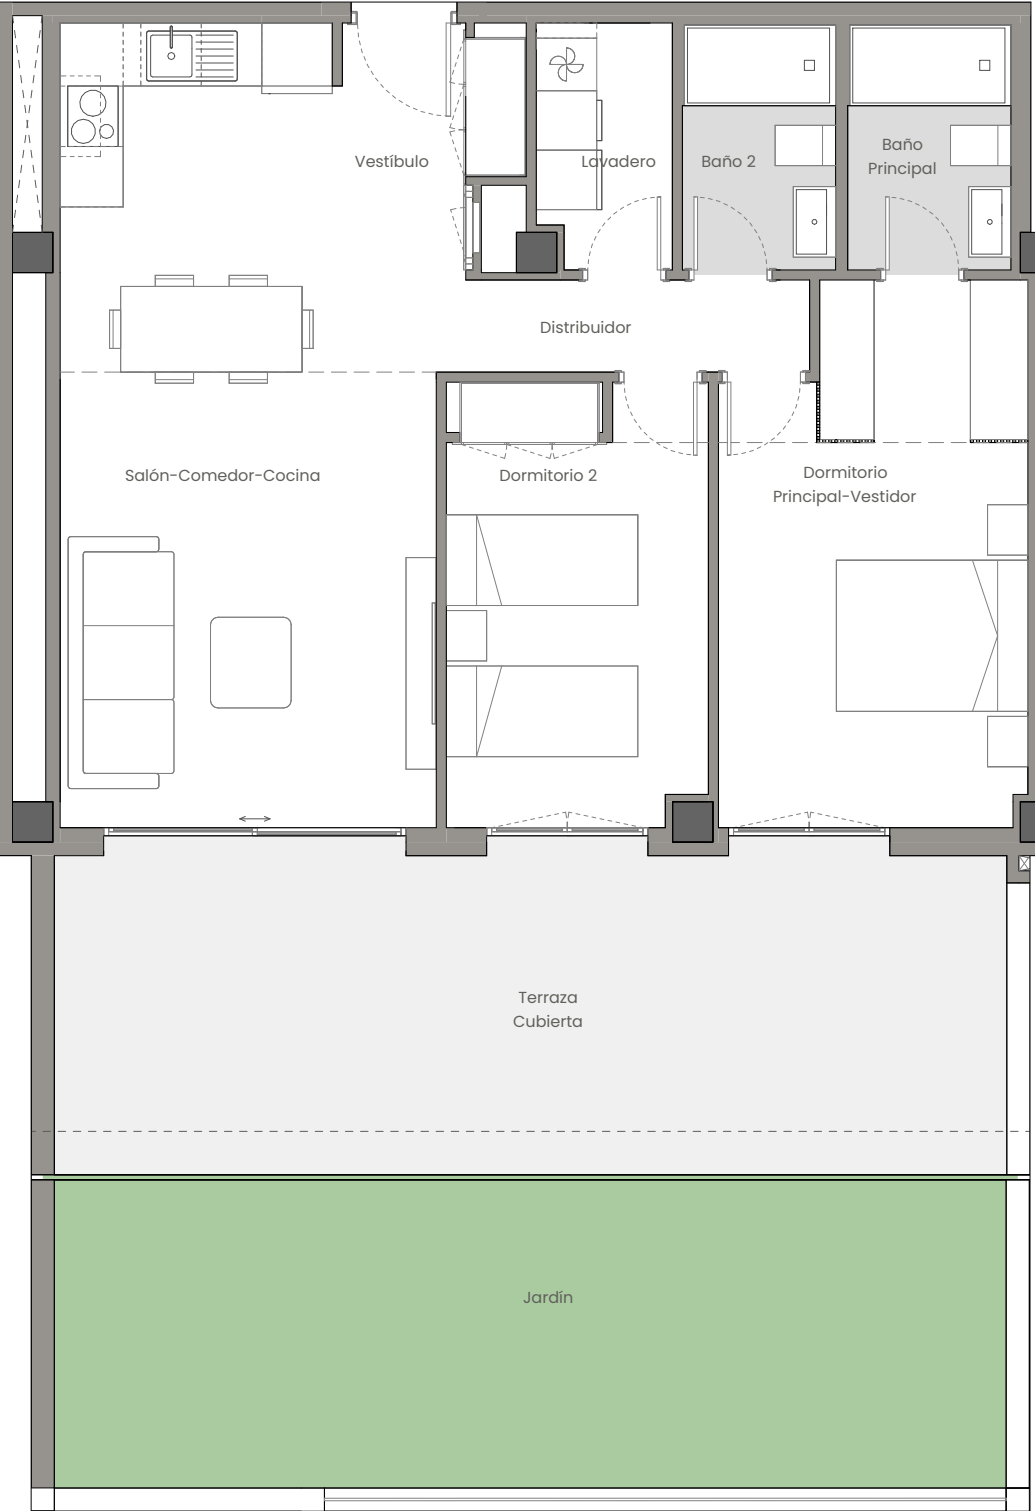 Vestíbulo
Lavadero
Baño 2
Baño
Principal
Distribuidor
Salón-Comedor-Cocina
Dormitorio 2
Dormitorio
Principal-Vestidor
Terraza
Cubierta
Jardín